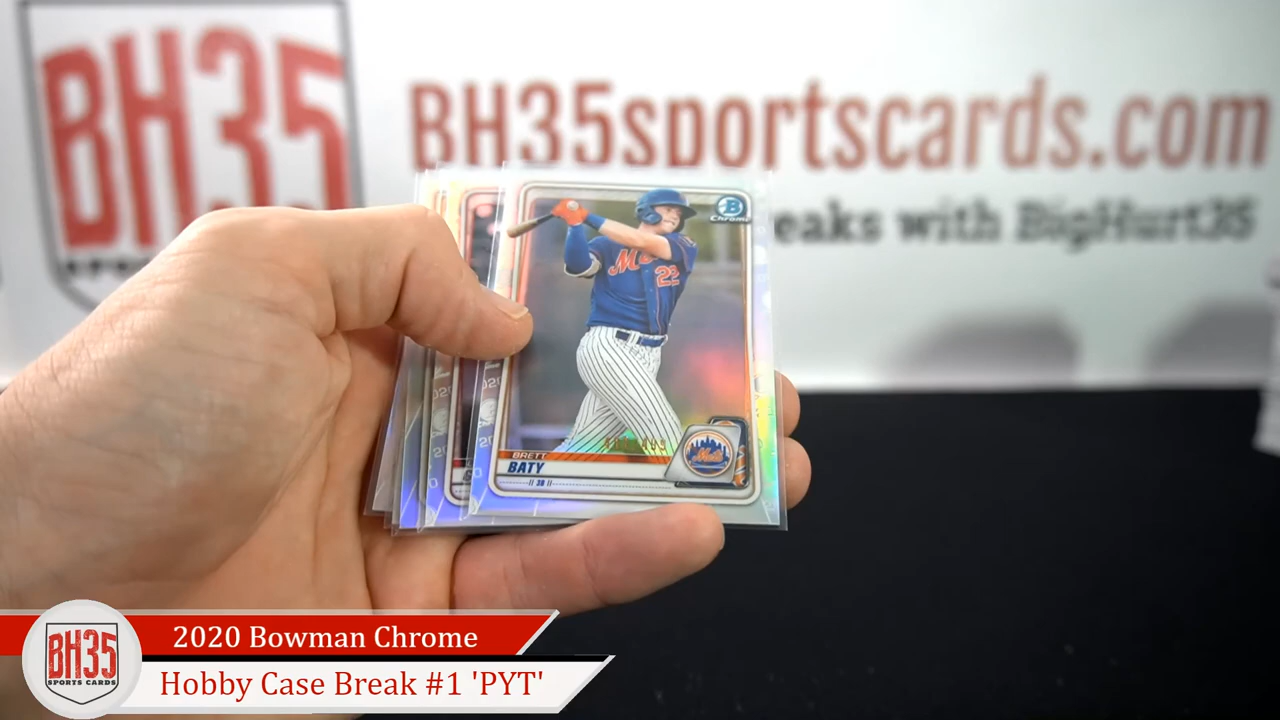 BH35
SPORTS
BH35sportscards.com
eaks with BigHurt35
B
Chrome
Mets
22
BRETT
BATY
// 3B //
Mets
BH35
SPORTS CARDS
2020 Bowman Chrome
Hobby Case Break #1 'PYT'